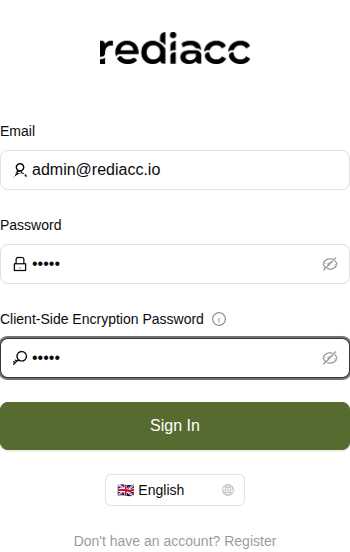 rediacc
Email
admin@rediacc.io
Password
•••••
Client-Side Encryption Password
•••••
Sign In
English
Don't have an account? Register